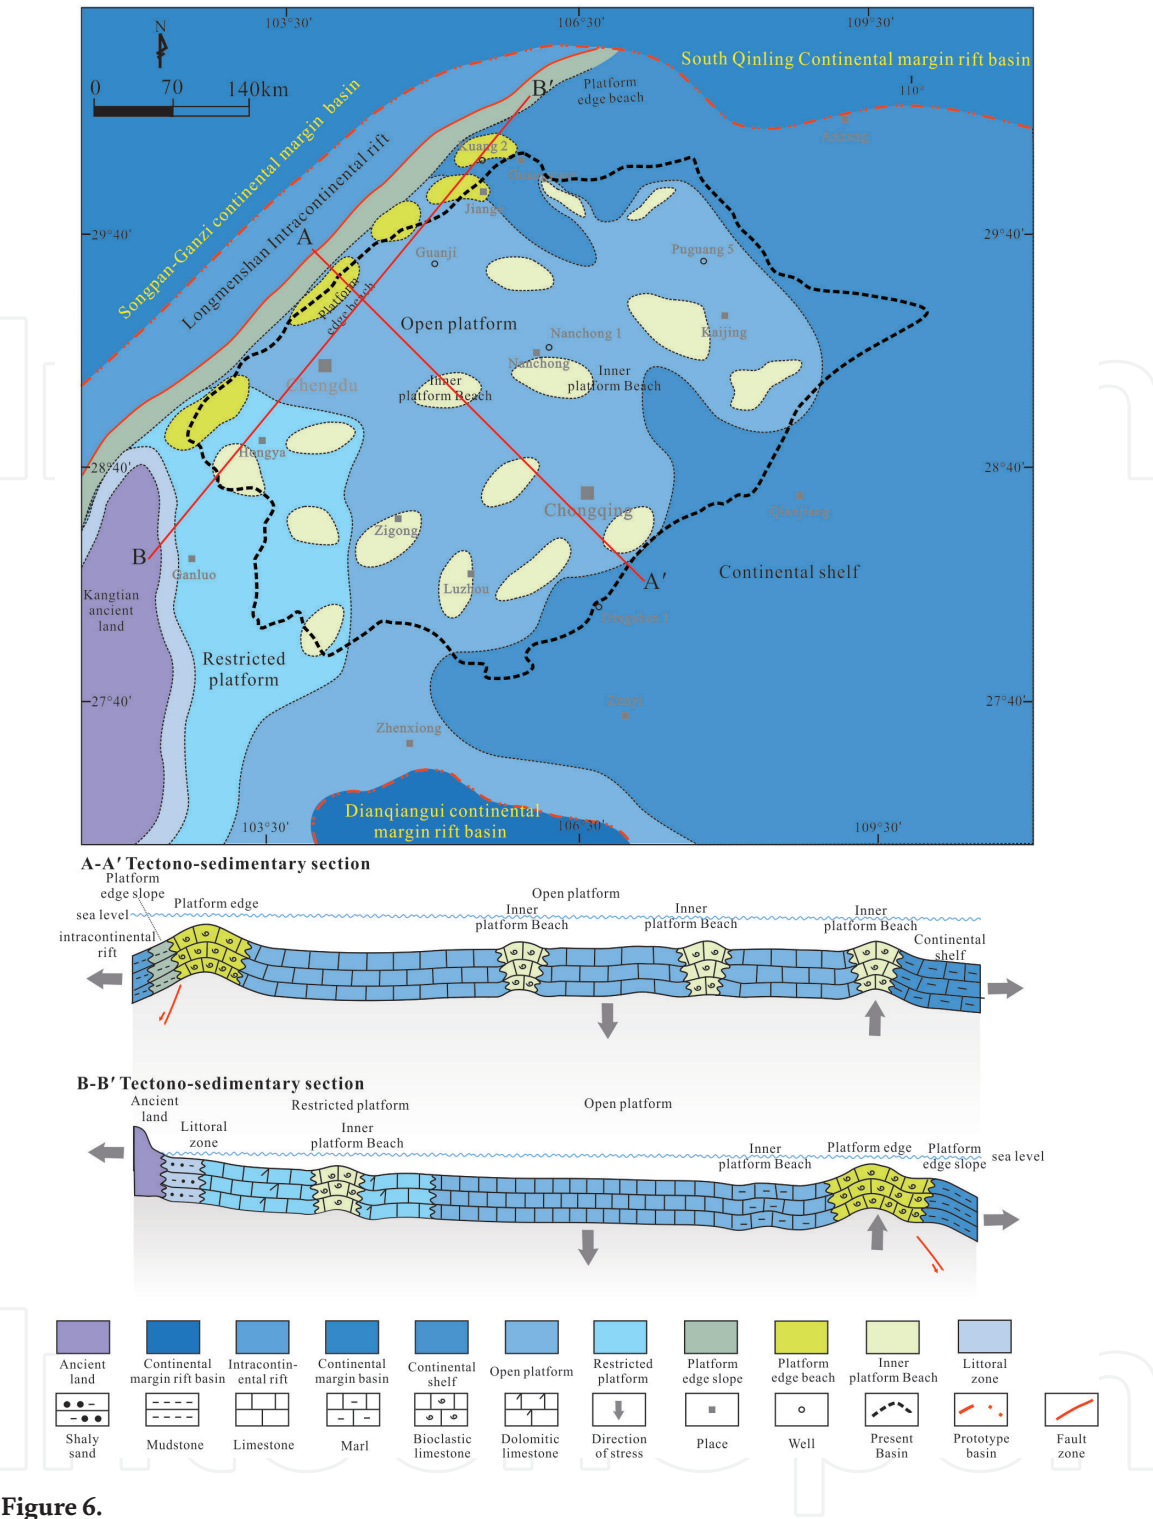 103°30′
106°30′
109°30′
N
0 70 140km
South Qinling Continental margin rift basin
110°
Platform
edge beach
B′
Songpan-Ganzi continental margin basin
Longmenshan Intracontinental rift
Kuang 2
Jiange
A
29°40′
29°40′
Guanji
Puguang 5
Platform
edge beach
Open platform
Nanchong 1
Kaijing
Nanchong
Chengdu
Inner
platform Beach
Inner
platform Beach
Hongya
28°40′
28°40′
Chongqing
Zigong
B
Ganluo
Luzhou
A′
Continental shelf
Kangtian
ancient
land
Restricted
platform
27°40′
27°40′
Zhenxiong
Dianqiangui continental
margin rift basin
103°30′
106°30′
109°30′
A-A′ Tectono-sedimentary section
Platform
edge slope
sea level
Platform edge
Open platform
intracontinental
rift
Inner
platform Beach
Inner
platform Beach
Inner
platform Beach
Continental
shelf
B-B′ Tectono-sedimentary section
Ancient
land
Littoral
zone
Restricted platform
Inner
platform Beach
Open platform
Inner
platform Beach
Platform edge
Platform
edge slope
sea level
Ancient
land
Continental
margin rift basin
Intracontin-
ental rift
Continental
margin basin
Continental
shelf
Open platform
Restricted
platform
Platform
edge slope
Platform
edge beach
Inner
platform Beach
Littoral
zone
Shaly
sand
Mudstone
Limestone
Marl
Bioclastic
limestone
Dolomitic
limestone
Direction
of stress
Place
Well
Present
Basin
Prototype
basin
Fault
zone
Figure 6.